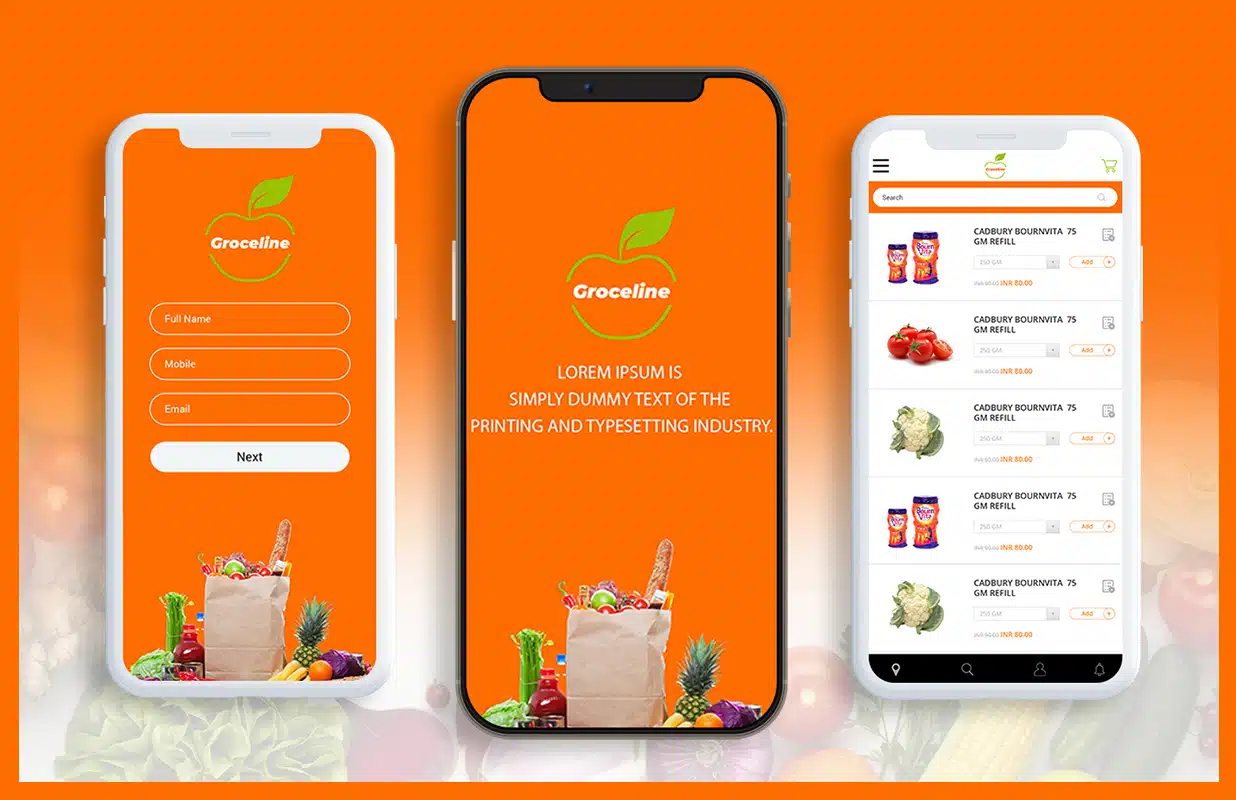 Groceline
Full Name
Mobile
Email
Next
Groceline
LOREM IPSUM IS
SIMPLY DUMMY TEXT OF THE
PRINTING AND TYPESETTING INDUSTRY.
Groceline
Search
CADBURY BOURNVITA 75
GM REFILL
250 GM
Add
INR 90.00 INR 80.00
Bourn
Vita
CADBURY BOURNVITA 75
GM REFILL
250 GM
Add
INR 90.00 INR 80.00
CADBURY BOURNVITA 75
GM REFILL
250 GM
Add
INR 90.00 INR 80.00
CADBURY BOURNVITA 75
GM REFILL
250 GM
Add
INR 90.00 INR 80.00
Bourn
Vita
CADBURY BOURNVITA 75
GM REFILL
250 GM
Add
INR 90.00 INR 80.00